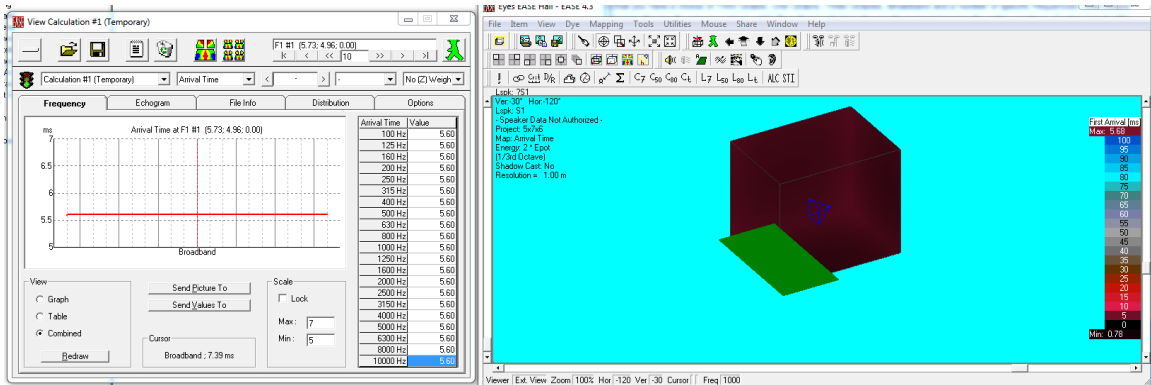 View Calculation #1 (Temporary)
F1 #1 (5.73; 4.96; 0.00)
K < << 10 >> > >|
Calculation #1 (Temporary) Arrival Time < - > - No (Z) Weigh
Frequency Echogram File Info Distribution Options
ms Arrival Time at F1 #1 (5.73; 4.96; 0.00)
7
6.5
6
5.5
5
Broadband
Arrival Time Value
100 Hz 5.60
125 Hz 5.60
160 Hz 5.60
200 Hz 5.60
250 Hz 5.60
315 Hz 5.60
400 Hz 5.60
500 Hz 5.60
630 Hz 5.60
800 Hz 5.60
1000 Hz 5.60
1250 Hz 5.60
1600 Hz 5.60
2000 Hz 5.60
2500 Hz 5.60
3150 Hz 5.60
4000 Hz 5.60
5000 Hz 5.60
6300 Hz 5.60
8000 Hz 5.60
10000 Hz 5.60
View
Graph
Table
Combined
Redraw
Send Picture To
Send Values To
Cursor
Broadband ; 7.39 ms
Scale
Lock
Max : 7
Min : 5
Eyes EASE Hall - EASE 4.3
File Item View Dye Mapping Tools Utilities Mouse Share Window Help
! Crit D/R Σ C7 C50 C80 Ct L7 L50 L80 Lt ALC STI
Lspk: ?S1
Ver:-30° Hor:-120°
Lspk: S1
- Speaker Data Not Authorized -
Project: 5x7x6
Map: Arrival Time
Energy: 2 * Epot
(1/3rd Octave)
Shadow Cast: No
Resolution = 1.00 m
First Arrival [ms]
Max: 5.68
100
95
90
85
80
75
70
65
60
55
50
45
40
35
30
25
20
15
10
5
0
Min: 0.78
Viewer Ext. View Zoom 100% Hor -120 Ver -30 Cursor Freq 1000